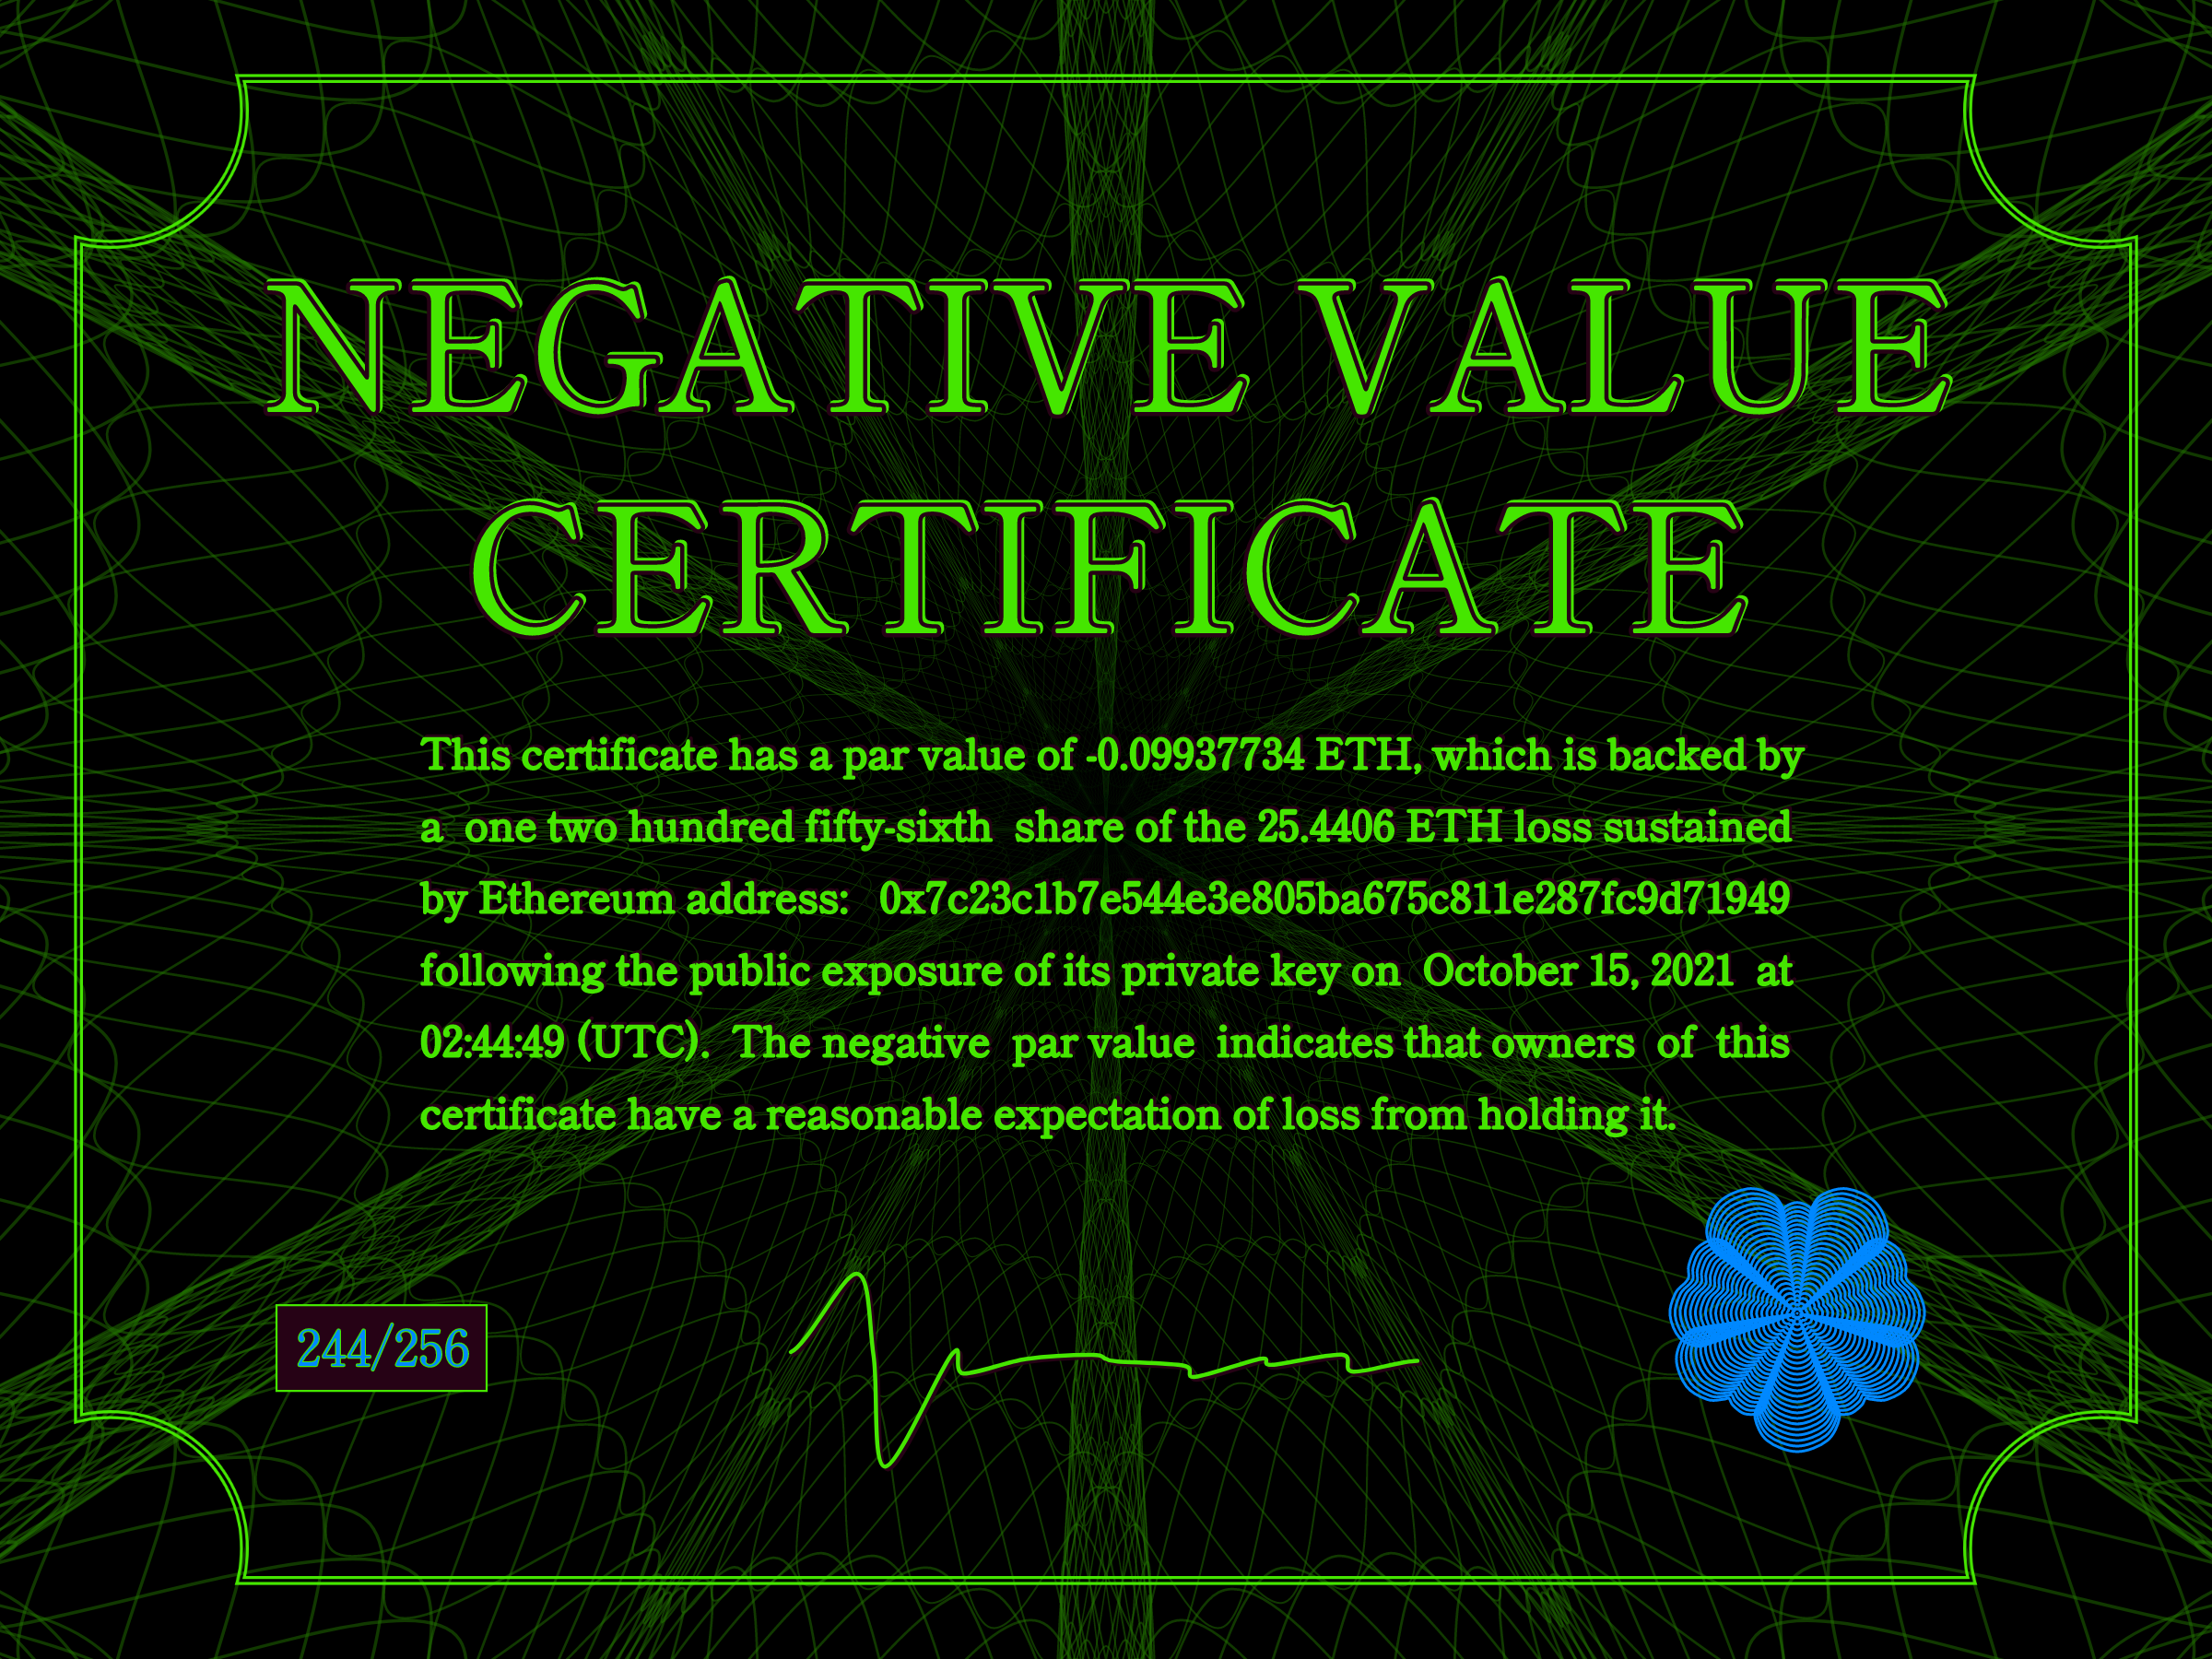 NEGATIVE VALUE
CERTIFICATE
This certificate has a par value of -0.09937734 ETH, which is backed by
a one two hundred fifty-sixth share of the 25.4406 ETH loss sustained
by Ethereum address: 0x7c23c1b7e544e3e805ba675c811e287fc9d71949
following the public exposure of its private key on October 15, 2021 at
02:44:49 (UTC). The negative par value indicates that owners of this
certificate have a reasonable expectation of loss from holding it.
244/256